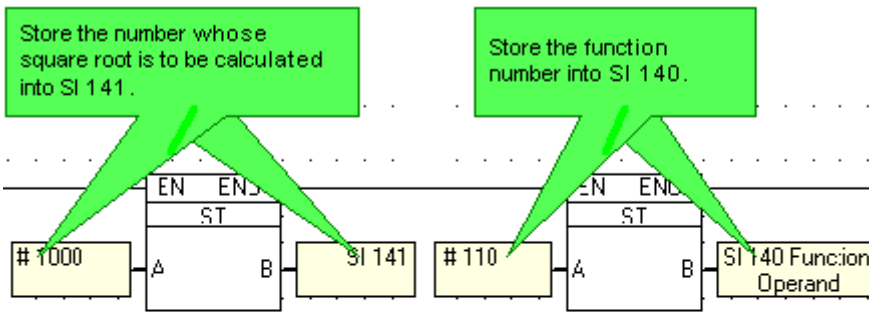 Store the number whose
square root is to be calculated
into SI 141.
Store the function
number into SI 140.
EN ENO
ST
# 1000
A B
SI 141
EN ENO
ST
# 110
A B
SI 140 Function
Operand